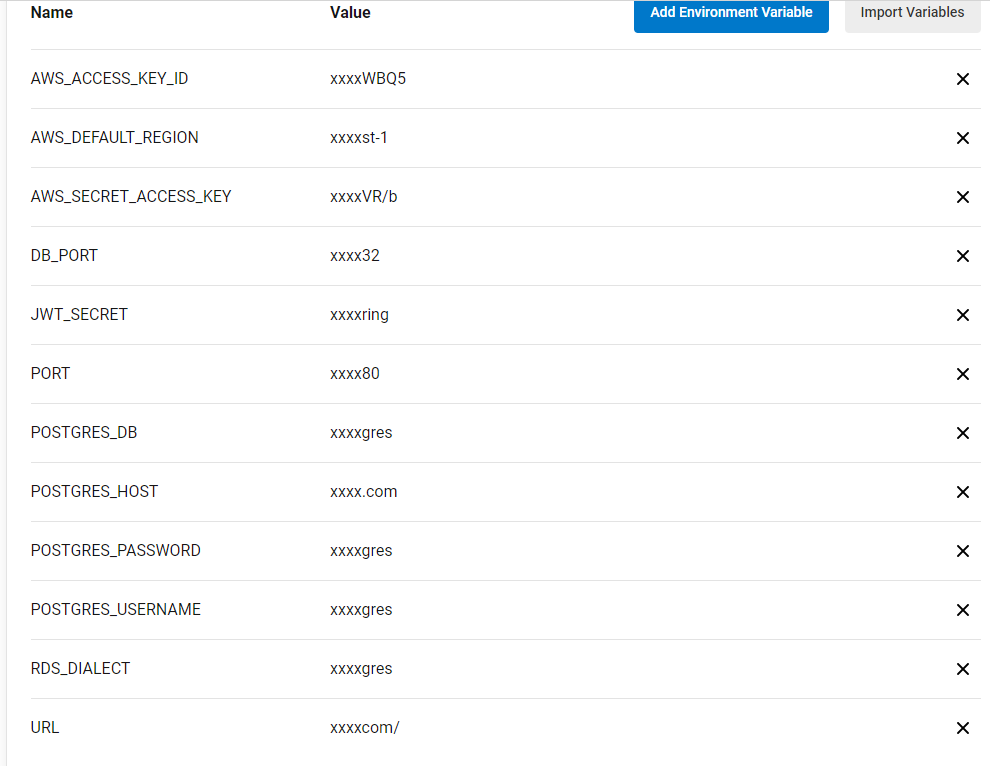 Name Value Add Environment Variable Import Variables
AWS_ACCESS_KEY_ID xxxxWBQ5
AWS_DEFAULT_REGION xxxxst-1
AWS_SECRET_ACCESS_KEY xxxxVR/b
DB_PORT xxxx32
JWT_SECRET xxxxring
PORT xxxx80
POSTGRES_DB xxxxgres
POSTGRES_HOST xxxx.com
POSTGRES_PASSWORD xxxxgres
POSTGRES_USERNAME xxxxgres
RDS_DIALECT xxxxgres
URL xxxxcom/